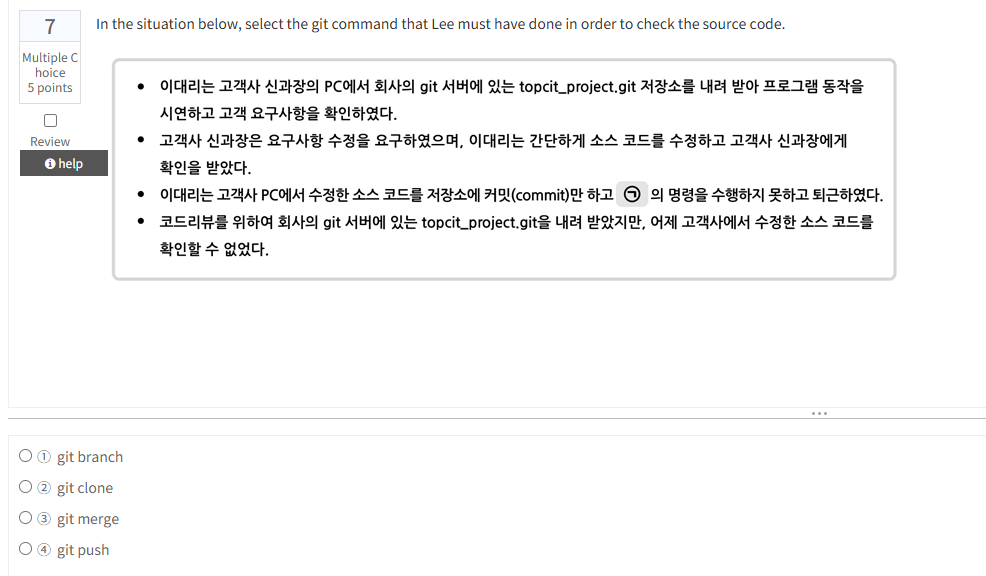 7
In the situation below, select the git command that Lee must have done in order to check the source code.
Multiple C
hoice
5 points
Review
help
• 이대리는 고객사 신과장의 PC에서 회사의 git 서버에 있는 topcit_project.git 저장소를 내려 받아 프로그램 동작을
시연하고 고객 요구사항을 확인하였다.
• 고객사 신과장은 요구사항 수정을 요구하였으며, 이대리는 간단하게 소스 코드를 수정하고 고객사 신과장에게
확인을 받았다.
• 이대리는 고객사 PC에서 수정한 소스 코드를 저장소에 커밋(commit)만 하고 ㉠ 의 명령을 수행하지 못하고 퇴근하였다.
• 코드리뷰를 위하여 회사의 git 서버에 있는 topcit_project.git을 내려 받았지만, 어제 고객사에서 수정한 소스 코드를
확인할 수 없었다.
① git branch
② git clone
③ git merge
④ git push